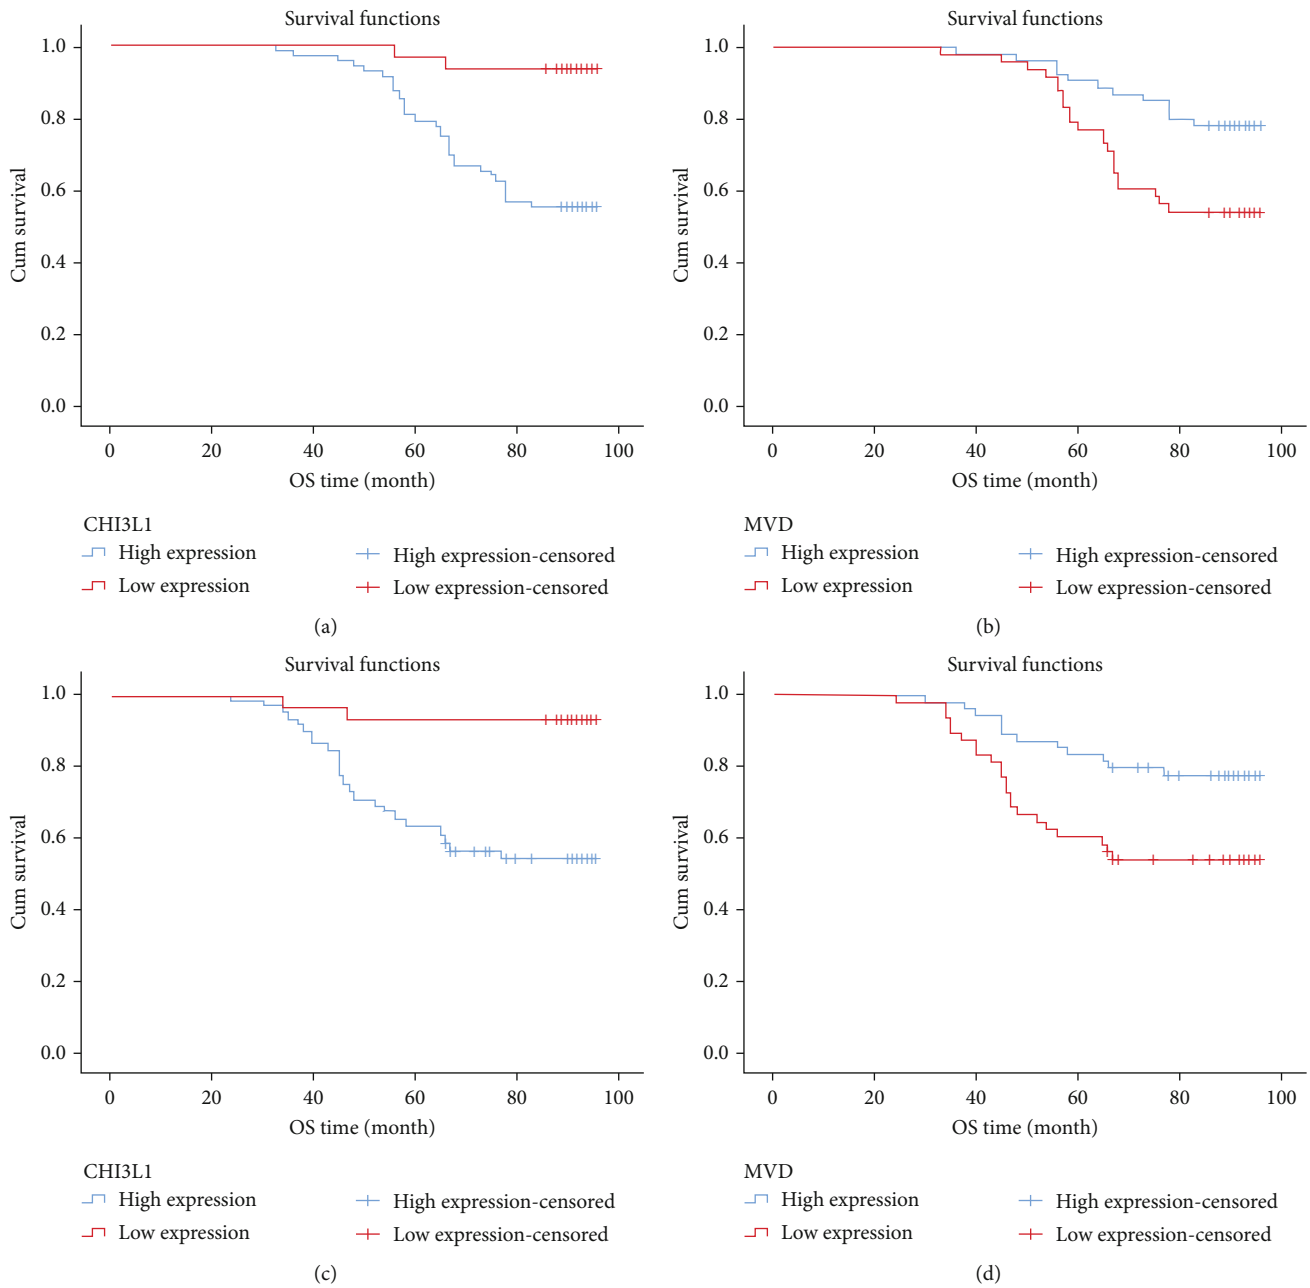 Survival functions
1.0
0.8
0.6
0.4
0.2
0.0
Cum survival
0 20 40 60 80 100
OS time (month)
CHI3L1
High expression High expression-censored
Low expression Low expression-censored
(a)
Survival functions
1.0
0.8
0.6
0.4
0.2
0.0
Cum survival
0 20 40 60 80 100
OS time (month)
MVD
High expression High expression-censored
Low expression Low expression-censored
(b)
Survival functions
1.0
0.8
0.6
0.4
0.2
0.0
Cum survival
0 20 40 60 80 100
OS time (month)
CHI3L1
High expression High expression-censored
Low expression Low expression-censored
(c)
Survival functions
1.0
0.8
0.6
0.4
0.2
0.0
Cum survival
0 20 40 60 80 100
OS time (month)
MVD
High expression High expression-censored
Low expression Low expression-censored
(d)